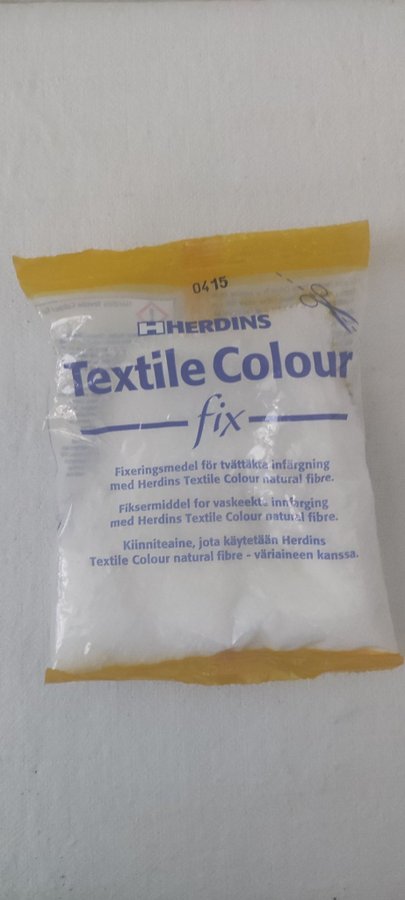 0415
HERDINS
Textile Colour
fix
Fixeringsmedel för tvättäkta infärgning
med Herdins Textile Colour natural fibre.
Fiksermiddel for vaskeekta innfarging
med Herdins Textile Colour natural fibre.
Kiinniteaine, jota käytetään Herdins
Textile Colour natural fibre - väriaineen kanssa.